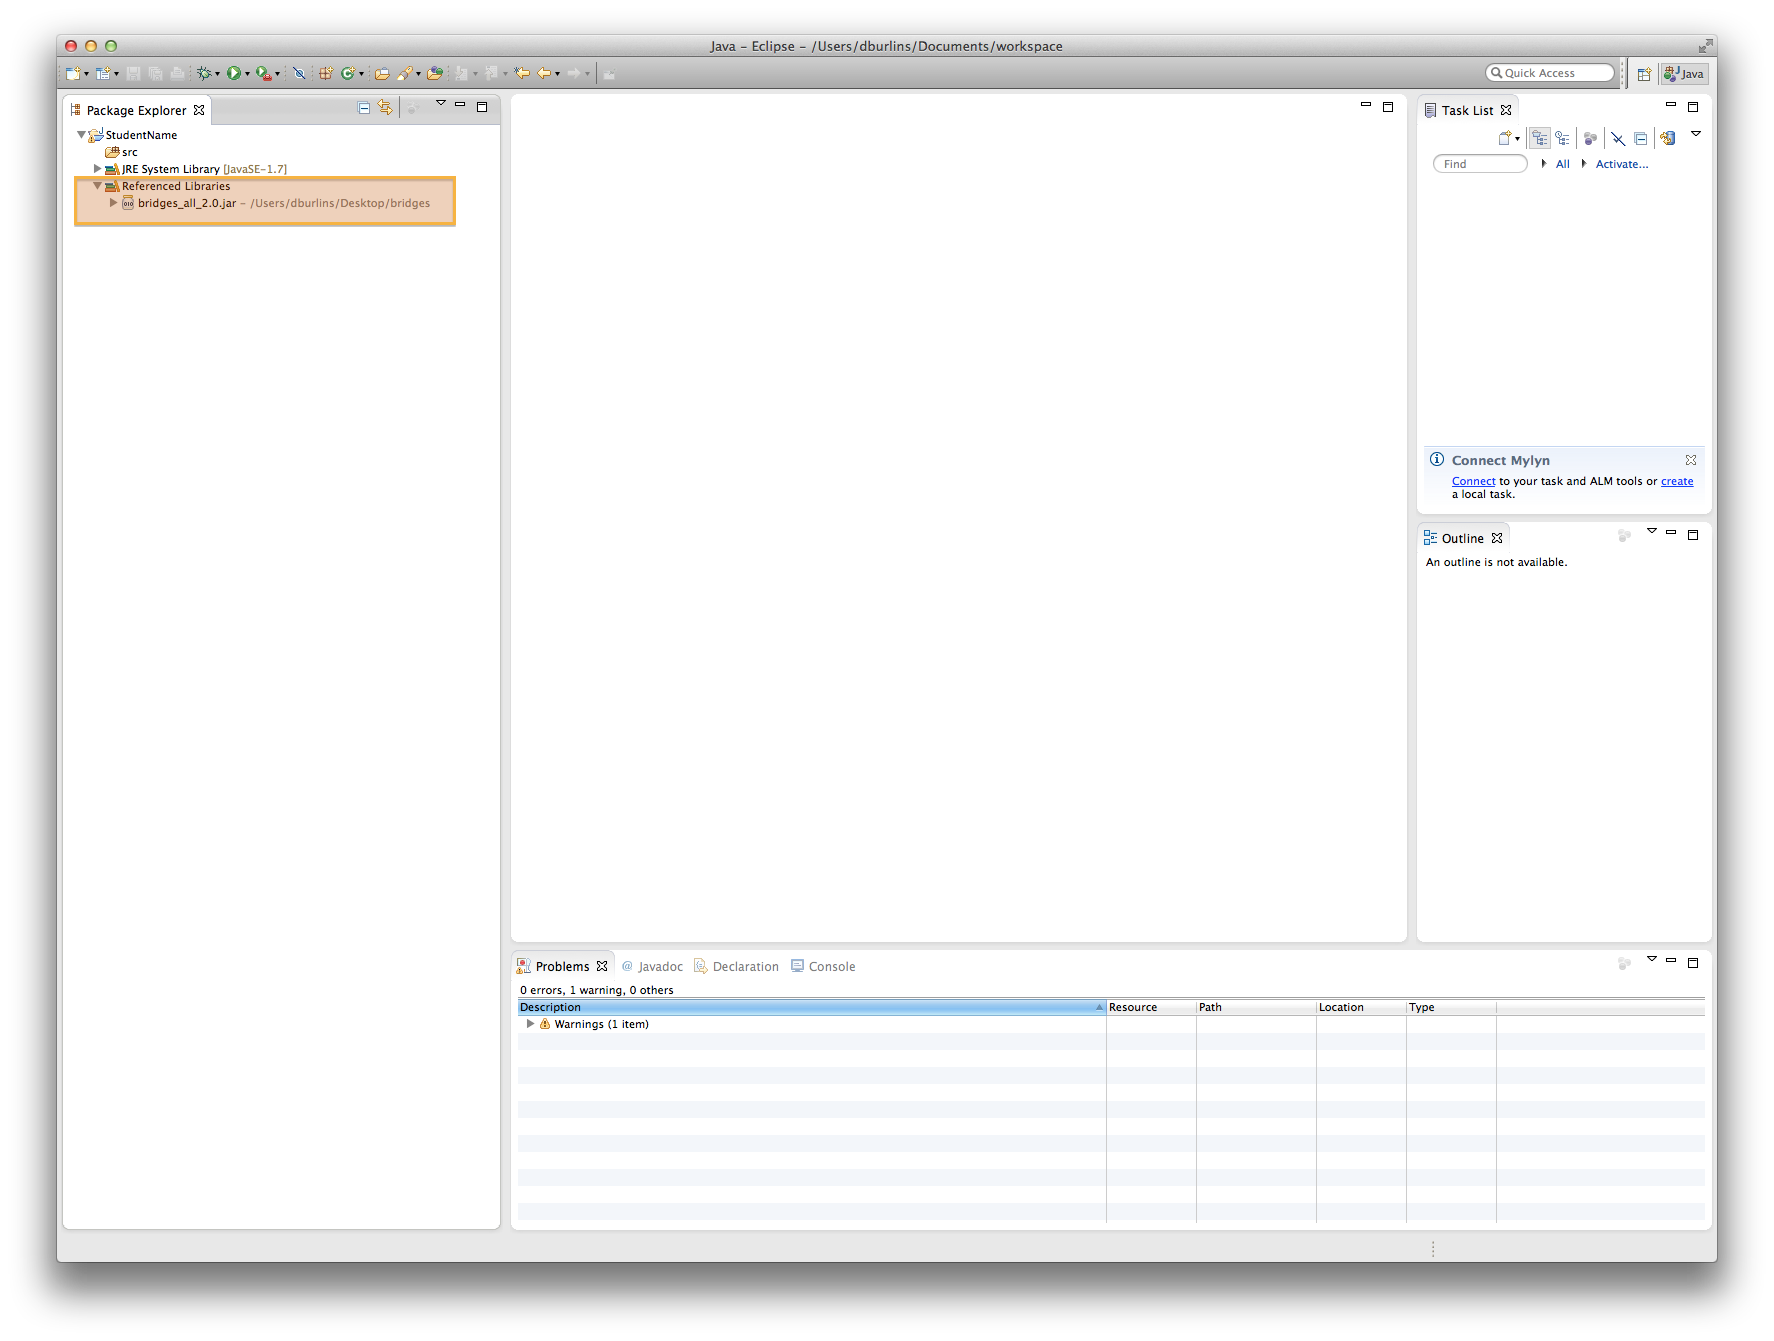 Java – Eclipse – /Users/dburlins/Documents/workspace
Quick Access
Java
Package Explorer
StudentName
src
JRE System Library [JavaSE-1.7]
Referenced Libraries
bridges_all_2.0.jar – /Users/dburlins/Desktop/bridges
Task List
Find
All
Activate...
Connect Mylyn
Connect to your task and ALM tools or create
a local task.
Outline
An outline is not available.
Problems
@ Javadoc
Declaration
Console
0 errors, 1 warning, 0 others
Description Resource Path Location Type
Warnings (1 item)